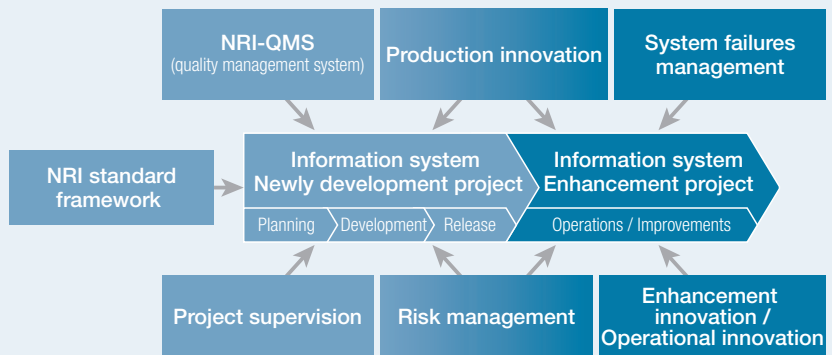 NRI-QMS
(quality management system)
Production innovation
System failures
management
NRI standard
framework
Information system
Newly development project
Information system
Enhancement project
Planning
Development
Release
Operations / Improvements
Project supervision
Risk management
Enhancement
innovation /
Operational innovation